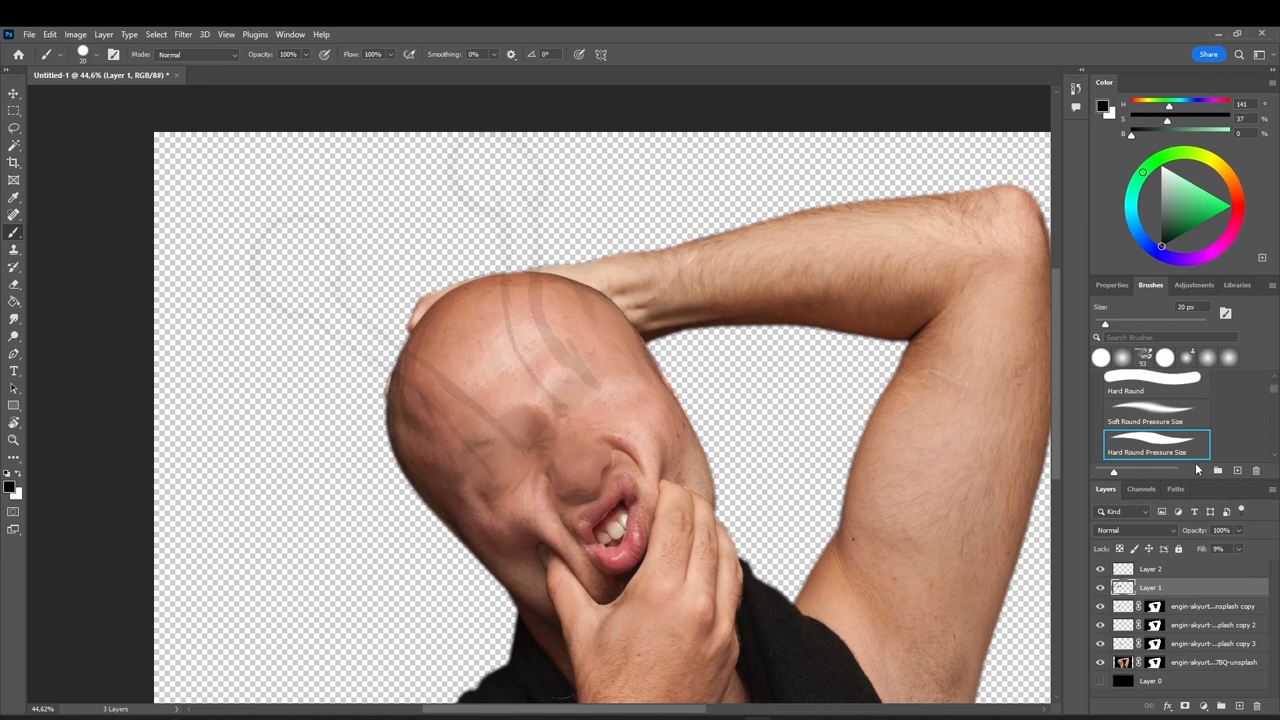 Ps File Edit Image Layer Type Select Filter 3D View Plugins Window Help
20 Mode: Normal Opacity: 100% Flow: 100% Smoothing: 0% 0° Share
Untitled-1 @ 44,6% (Layer 1, RGB/8#) * ×
Color
H 141 °
S 37 %
B 0 %
Properties Brushes Adjustments Libraries
Size: 20 px
Search Brushes
93
Hard Round
Soft Round Pressure Size
Hard Round Pressure Size
Layers Channels Paths
Kind
Normal Opacity: 100%
Lock: Fill: 9%
Layer 2
Layer 1
engin-akyurt...nsplash copy
engin-akyurt-...plash copy 2
engin-akyurt-...plash copy 3
engin-akyurt...7BQ-unsplash
Layer 0
44,62% 3 Layers